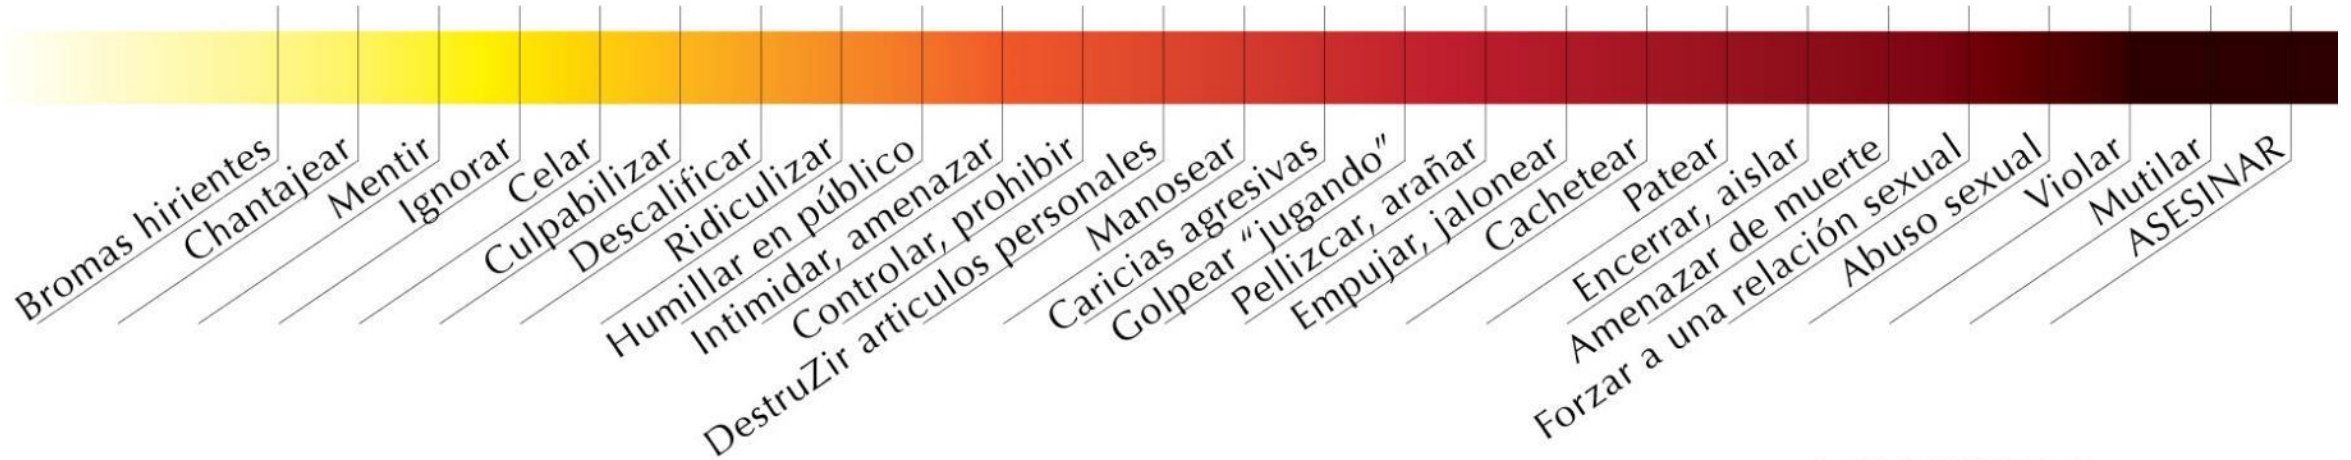 Bromas hirientes
Chantajear
Mentir
Ignorar
Celar
Culpabilizar
Descalificar
Ridiculizar
Humillar en público
Intimidar, amenazar
Controlar, prohibir
DestruZir articulos personales
Manosear
Caricias agresivas
Golpear “jugando”
Pellizcar, arañar
Empujar, jalonear
Cachetear
Patear
Encerrar, aislar
Amenazar de muerte
Forzar a una relación sexual
Abuso sexual
Violar
Mutilar
ASESINAR